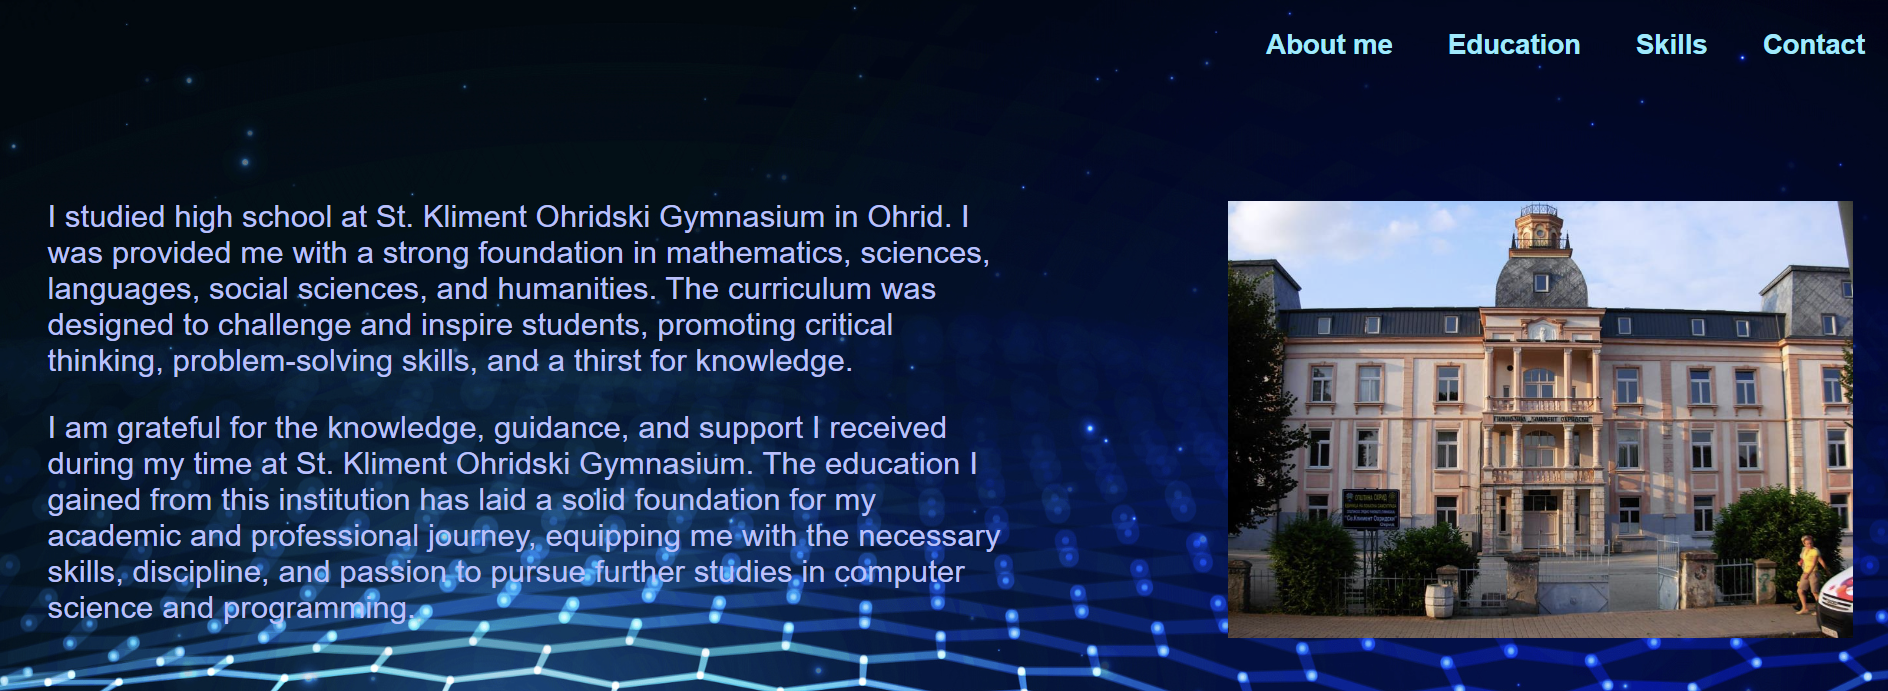 About me Education Skills Contact
I studied high school at St. Kliment Ohridski Gymnasium in Ohrid. I
was provided me with a strong foundation in mathematics, sciences,
languages, social sciences, and humanities. The curriculum was
designed to challenge and inspire students, promoting critical
thinking, problem-solving skills, and a thirst for knowledge.
I am grateful for the knowledge, guidance, and support I received
during my time at St. Kliment Ohridski Gymnasium. The education I
gained from this institution has laid a solid foundation for my
academic and professional journey, equipping me with the necessary
skills, discipline, and passion to pursue further studies in computer
science and programming.
ОПШТИНА ОХРИД
"Св.Климент Охридски"